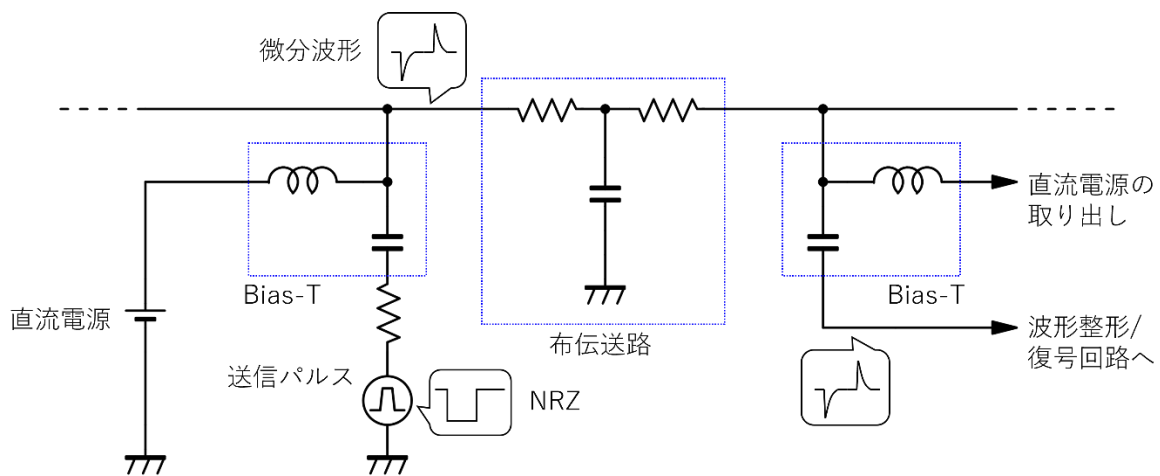 微分波形
直流電源の
取り出し
Bias-T
Bias-T
直流電源
布伝送路
波形整形/
復号回路へ
送信パルス
NRZ